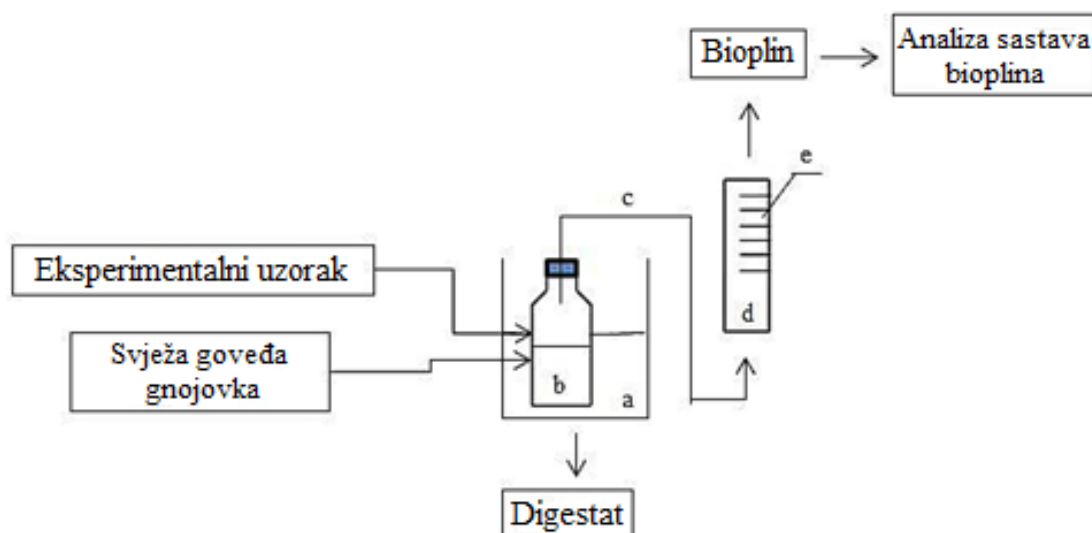 Bioplin
Analiza sastava
bioplina
e
c
Eksperimentalni uzorak
d
Svježa goveđa
gnojovka
b
a
Digestat